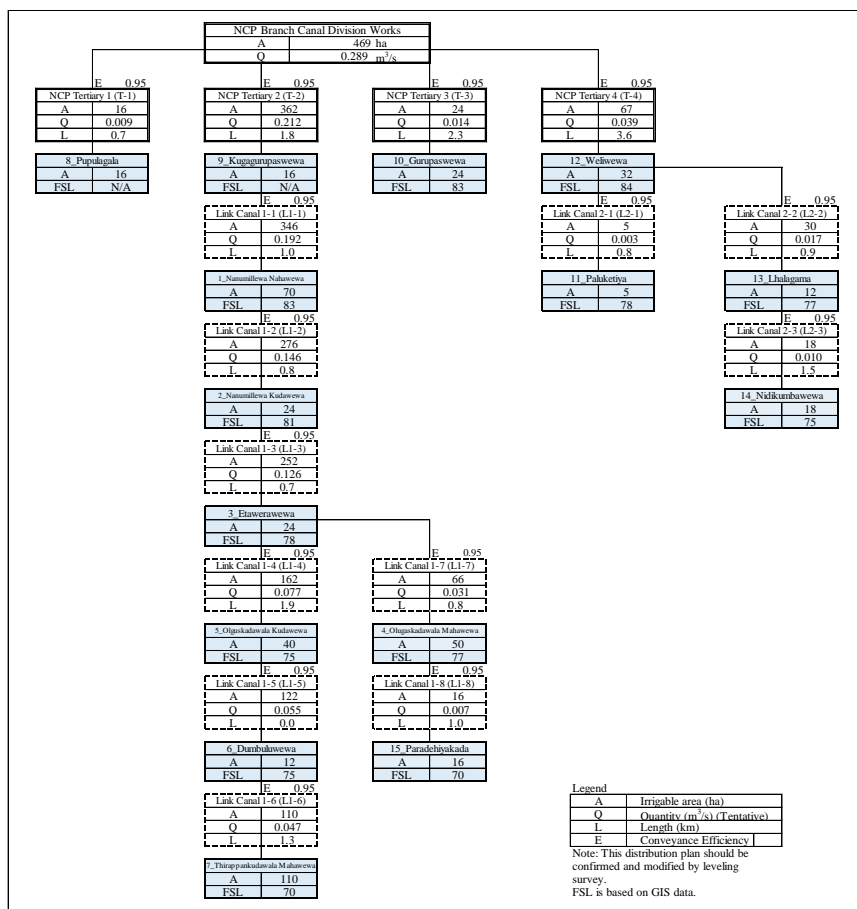 NCP Branch Canal Division Works
A 469 ha
Q 0.289 m³/s
E 0.95 E 0.95 E 0.95 E 0.95
NCP Tertiary 1 (T-1) NCP Tertiary 2 (T-2) NCP Tertiary 3 (T-3) NCP Tertiary 4 (T-4)
A 16 A 362 A 24 A 67
Q 0.009 Q 0.212 Q 0.014 Q 0.039
L 0.7 L 1.8 L 2.3 L 3.6
8_Pupulagala 9_Kugagurupaswewa 10_Gurupaswewa 12_Weliwewa
A 16 A 16 A 24 A 32
FSL N/A FSL N/A FSL 83 FSL 84
E 0.95 E 0.95 E 0.95
Link Canal 1-1 (L1-1) Link Canal 2-1 (L2-1) Link Canal 2-2 (L2-2)
A 346 A 5 A 30
Q 0.192 Q 0.003 Q 0.017
L 1.0 L 0.8 L 0.9
1_Nanumillewa Nahawewa 11_Paluketiya 13_Lhalagama
A 70 A 5 A 12
FSL 83 FSL 78 FSL 77
E 0.95 E 0.95
Link Canal 1-2 (L1-2) Link Canal 2-3 (L2-3)
A 276 A 18
Q 0.146 Q 0.010
L 0.8 L 1.5
2_Nanumillewa Kudawewa 14_Nidikumbawewa
A 24 A 18
FSL 81 FSL 75
E 0.95
Link Canal 1-3 (L1-3)
A 252
Q 0.126
L 0.7
3_Etawerawewa
A 24
FSL 78
E 0.95 E 0.95
Link Canal 1-4 (L1-4) Link Canal 1-7 (L1-7)
A 162 A 66
Q 0.077 Q 0.031
L 1.9 L 0.8
5_Olguskadawala Kudawewa 4_Olugaskadawala Mahawewa
A 40 A 50
FSL 75 FSL 77
E 0.95 E 0.95
Link Canal 1-5 (L1-5) Link Canal 1-8 (L1-8)
A 122 A 16
Q 0.055 Q 0.007
L 0.0 L 1.0
6_Dumbuluwewa 15_Paradehiyakada
A 12 A 16
FSL 75 FSL 70
E 0.95
Link Canal 1-6 (L1-6)
A 110
Q 0.047
L 1.3
7_Thirappankudawala Mahawewa
A 110
FSL 70
Legend
A Irrigable area (ha)
Q Quantity (m³/s) (Tentative)
L Length (km)
E Conveyance Efficiency
Note: This distribution plan should be
confirmed and modified by leveling
survey.
FSL is based on GIS data.